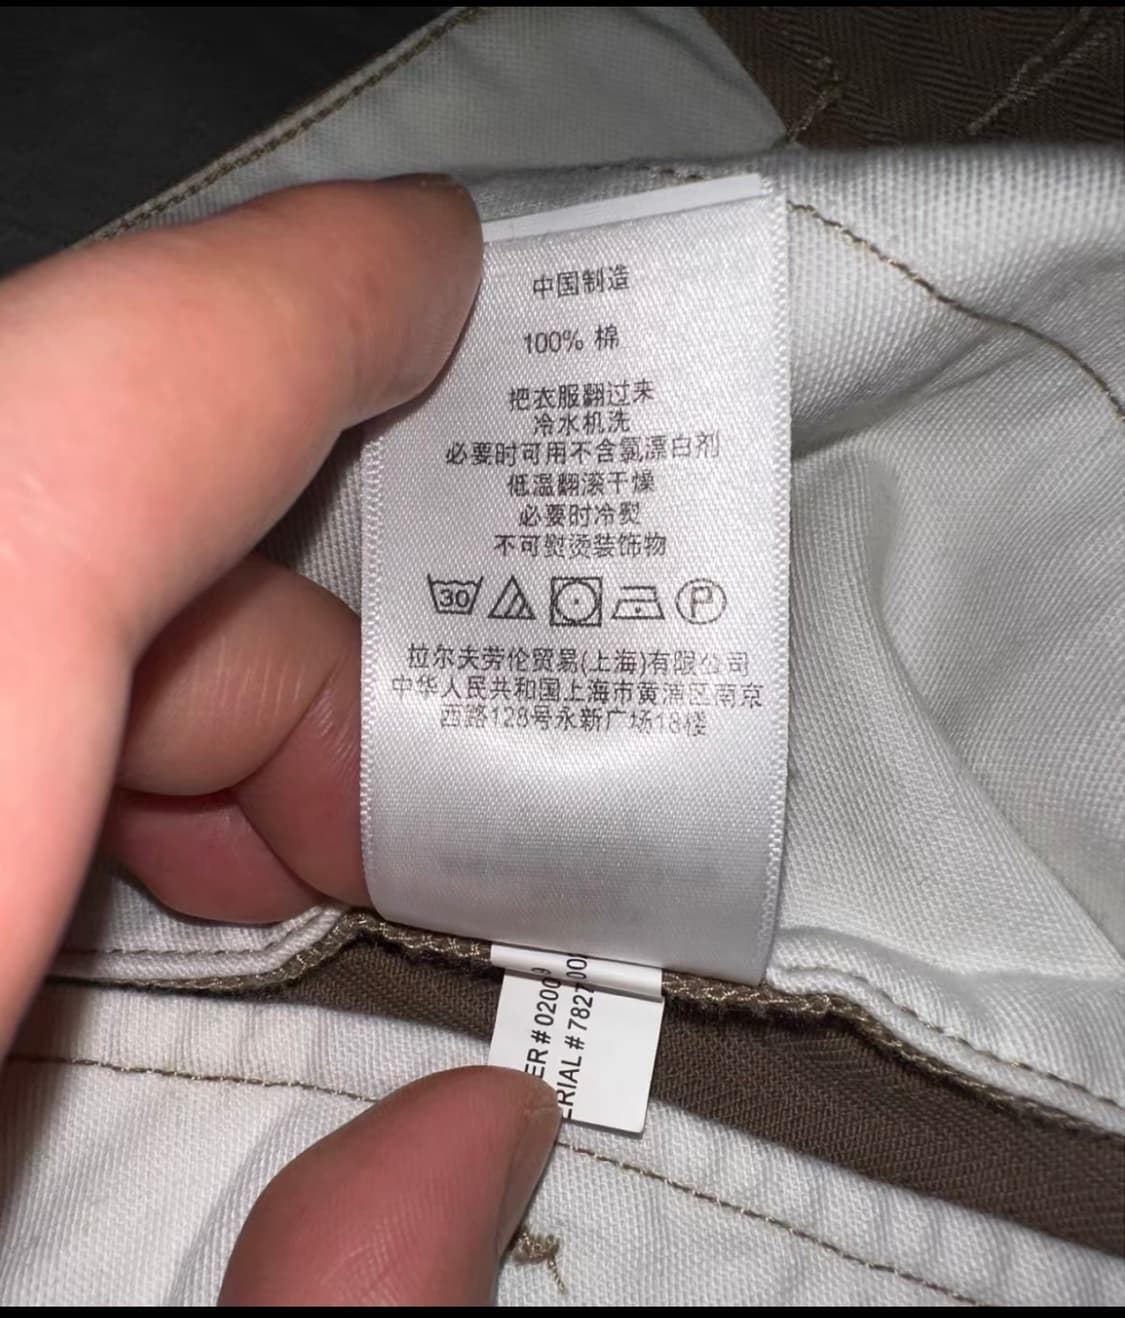 中国制造
100% 棉
把衣服翻过来
冷水机洗
必要时可用不含氯漂白剂
低温翻滚干燥
必要时冷熨
不可熨烫装饰物
30
P
拉尔夫劳伦贸易(上海)有限公司
中华人民共和国上海市黄浦区南京
西路128号永新广场18楼
ER # 0200
ERIAL # 782700